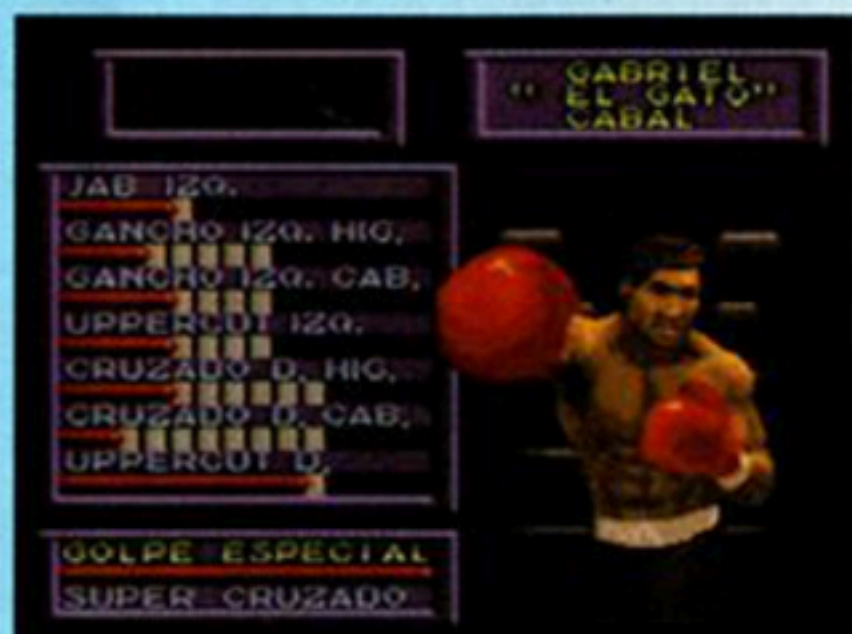 GABRIEL
" EL GATO"
CABAL
JAB IZQ.
GANCHO IZQ. HIG.
GANCHO IZQ. CAB.
UPPERCUT IZQ.
CRUZADO D. HIG.
CRUZADO D. CAB.
UPPERCUT D.
GOLPE ESPECIAL
SUPER CRUZADO